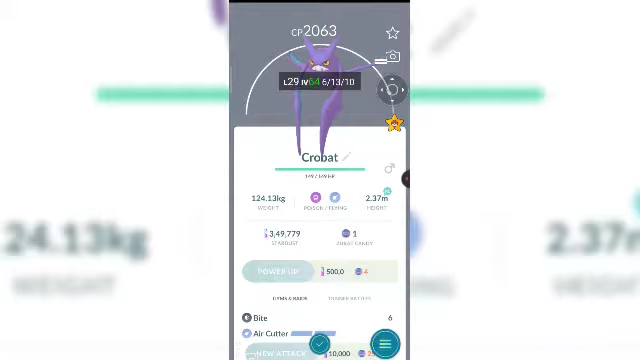 CP2063
L29 IV64 6/13/10
Crobat
149 / 149 HP
124.13kg
WEIGHT
POISON / FLYING
2.37m
HEIGHT
3,49,779
STARDUST
1
ZUBAT CANDY
POWER UP
500,0
4
GYMS & RAIDS
TRAINER BATTLES
Bite
6
Air Cutter
NEW ATTACK
10,000
24.13kg
WEIGHT
2.37m
HEIGHT